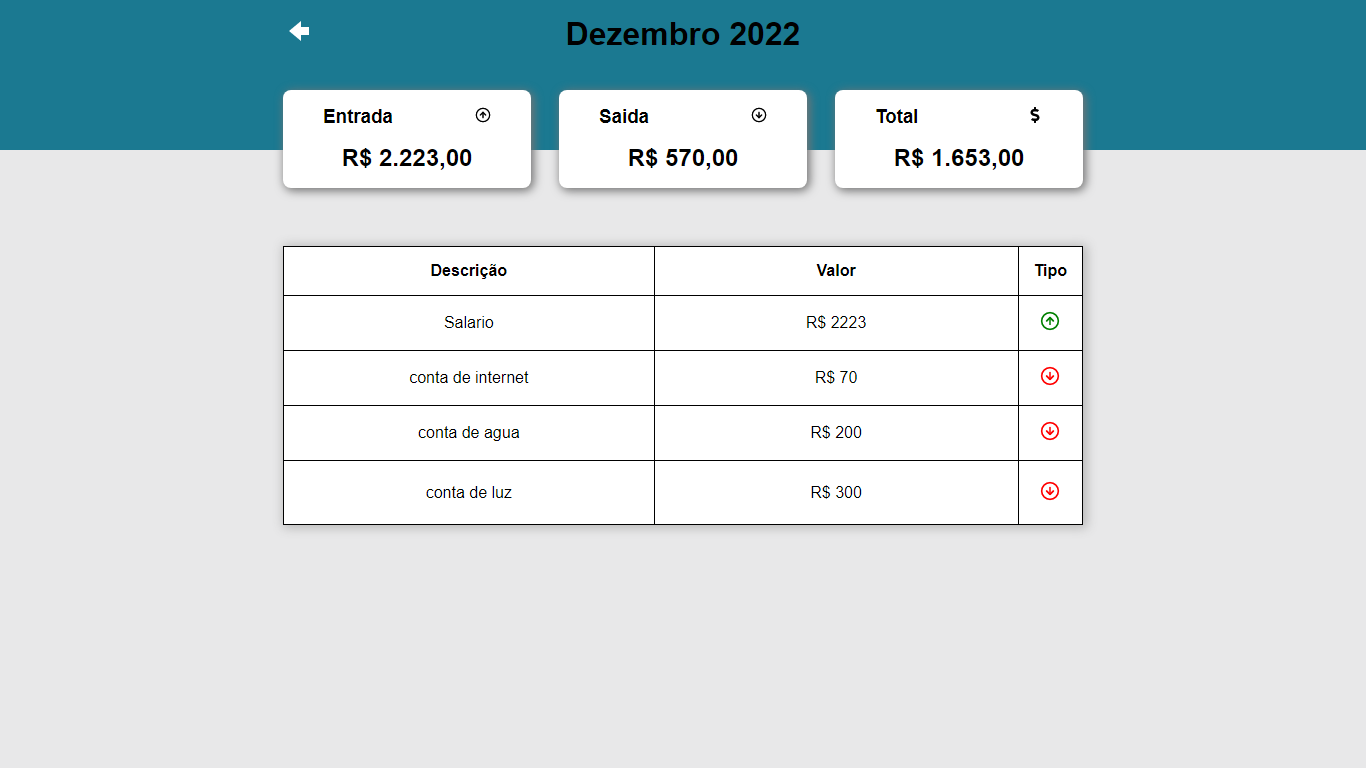 Dezembro 2022
Entrada
Saida
Total
$
R$ 2.223,00
R$ 570,00
R$ 1.653,00
Descrição Valor Tipo
Salario R$ 2223
conta de internet R$ 70
conta de agua R$ 200
conta de luz R$ 300